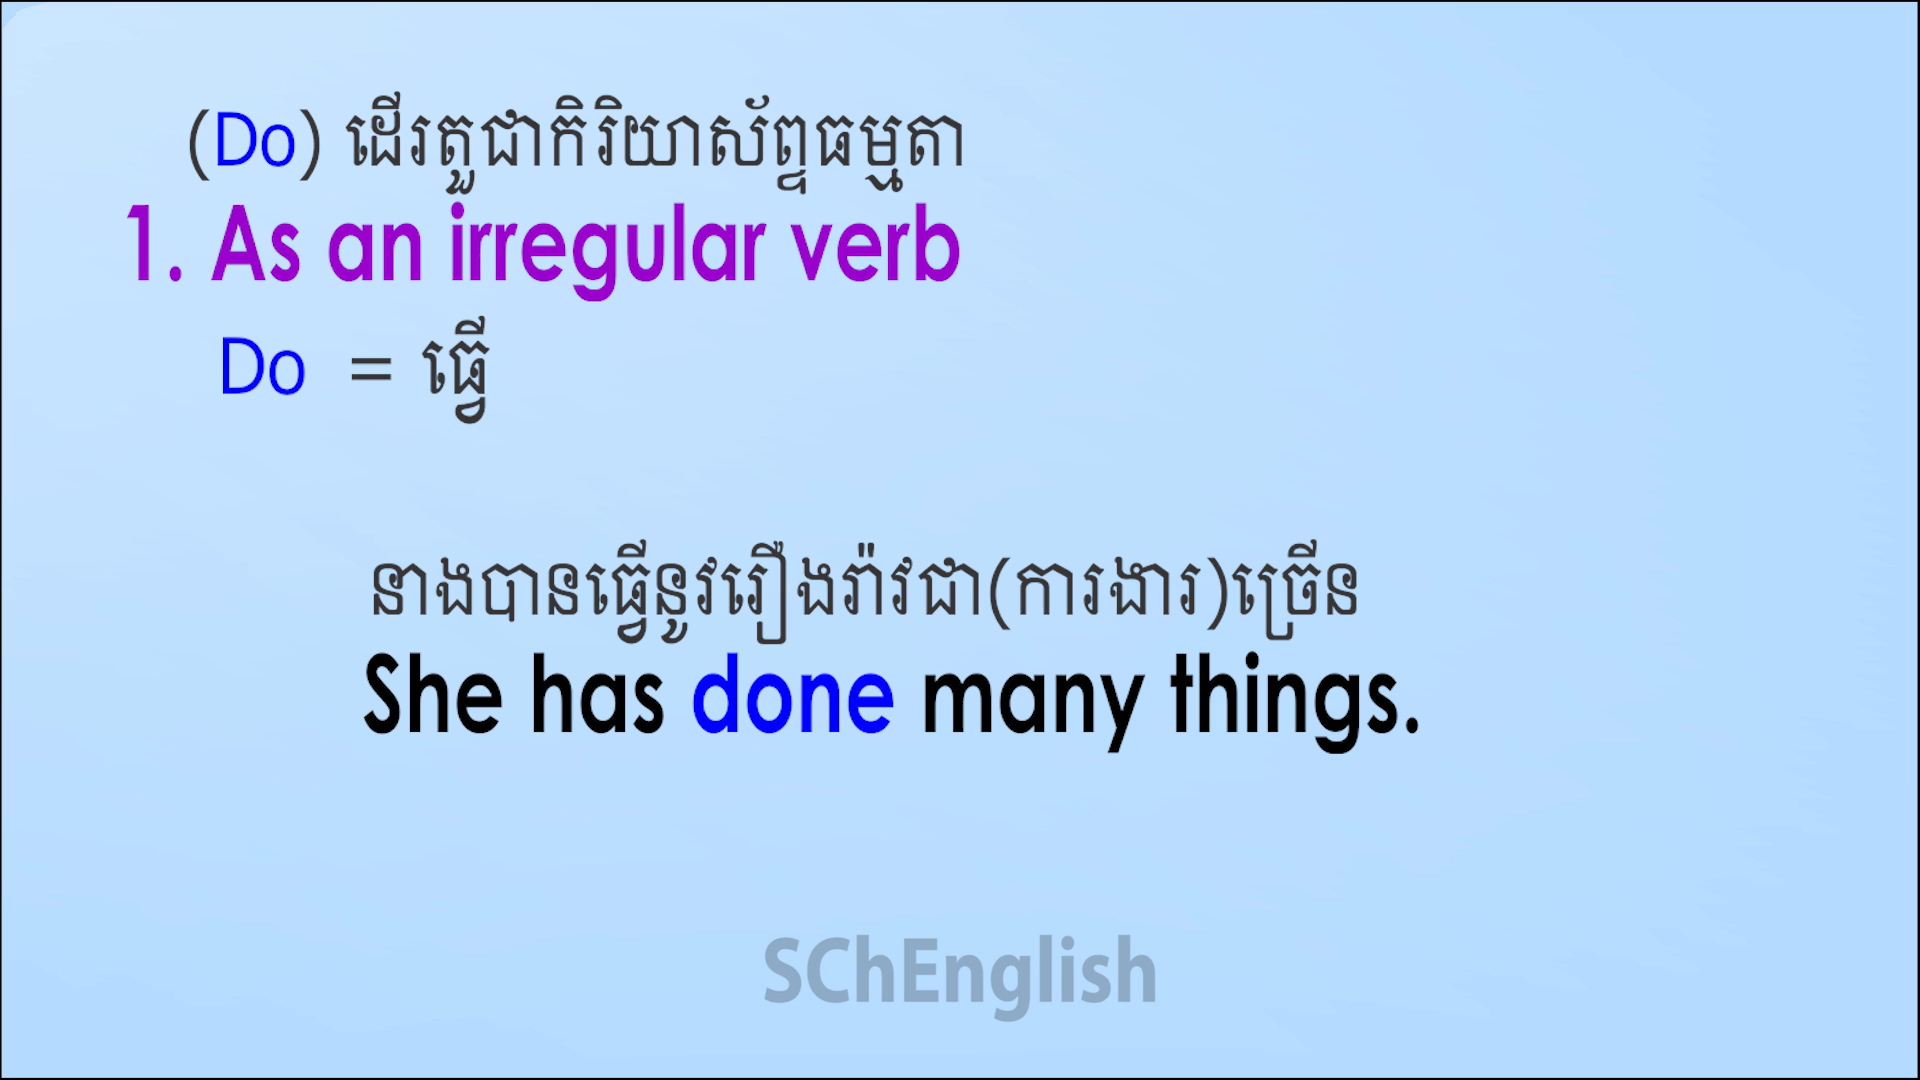 (Do) ដើរតួជាកិរិយាស័ព្ទធម្មតា
1. As an irregular verb
Do = ធ្វើ
នាងបានធ្វើនូវរឿងរ៉ាវជា(ការងារ)ច្រើន
She has done many things.
SChEnglish